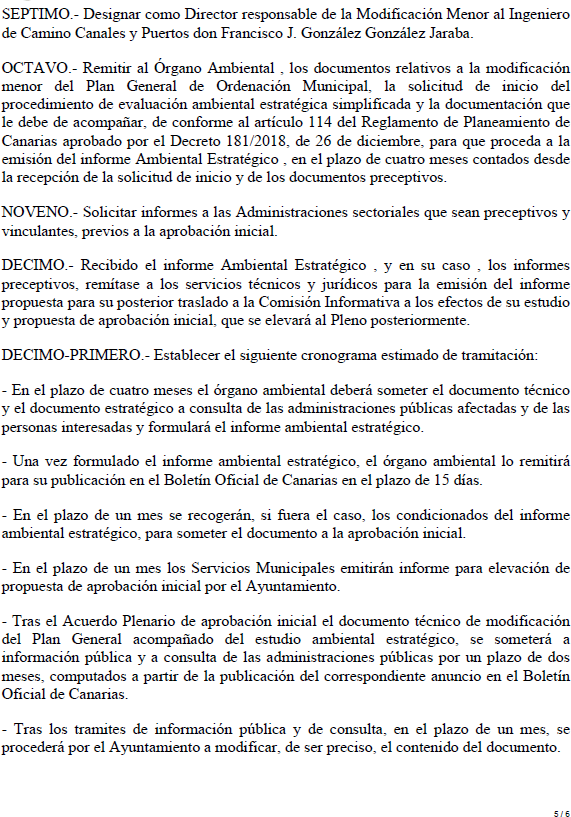 SEPTIMO.- Designar como Director responsable de la Modificación Menor al Ingeniero
de Camino Canales y Puertos don Francisco J. González González Jaraba.
OCTAVO.- Remitir al Órgano Ambiental , los documentos relativos a la modificación
menor del Plan General de Ordenación Municipal, la solicitud de inicio del
procedimiento de evaluación ambiental estratégica simplificada y la documentación que
le debe de acompañar, de conforme al artículo 114 del Reglamento de Planeamiento de
Canarias aprobado por el Decreto 181/2018, de 26 de diciembre, para que proceda a la
emisión del informe Ambiental Estratégico , en el plazo de cuatro meses contados desde
la recepción de la solicitud de inicio y de los documentos preceptivos.
NOVENO.- Solicitar informes a las Administraciones sectoriales que sean preceptivos y
vinculantes, previos a la aprobación inicial.
DECIMO.- Recibido el informe Ambiental Estratégico , y en su caso , los informes
preceptivos, remítase a los servicios técnicos y jurídicos para la emisión del informe
propuesta para su posterior traslado a la Comisión Informativa a los efectos de su estudio
y propuesta de aprobación inicial, que se elevará al Pleno posteriormente.
DECIMO-PRIMERO.- Establecer el siguiente cronograma estimado de tramitación:
- En el plazo de cuatro meses el órgano ambiental deberá someter el documento técnico
y el documento estratégico a consulta de las administraciones públicas afectadas y de las
personas interesadas y formulará el informe ambiental estratégico.
- Una vez formulado el informe ambiental estratégico, el órgano ambiental lo remitirá
para su publicación en el Boletín Oficial de Canarias en el plazo de 15 días.
- En el plazo de un mes se recogerán, si fuera el caso, los condicionados del informe
ambiental estratégico, para someter el documento a la aprobación inicial.
- En el plazo de un mes los Servicios Municipales emitirán informe para elevación de
propuesta de aprobación inicial por el Ayuntamiento.
- Tras el Acuerdo Plenario de aprobación inicial el documento técnico de modificación
del Plan General acompañado del estudio ambiental estratégico, se someterá a
información pública y a consulta de las administraciones públicas por un plazo de dos
meses, computados a partir de la publicación del correspondiente anuncio en el Boletín
Oficial de Canarias.
- Tras los tramites de información pública y de consulta, en el plazo de un mes, se
procederá por el Ayuntamiento a modificar, de ser preciso, el contenido del documento.
5 / 6